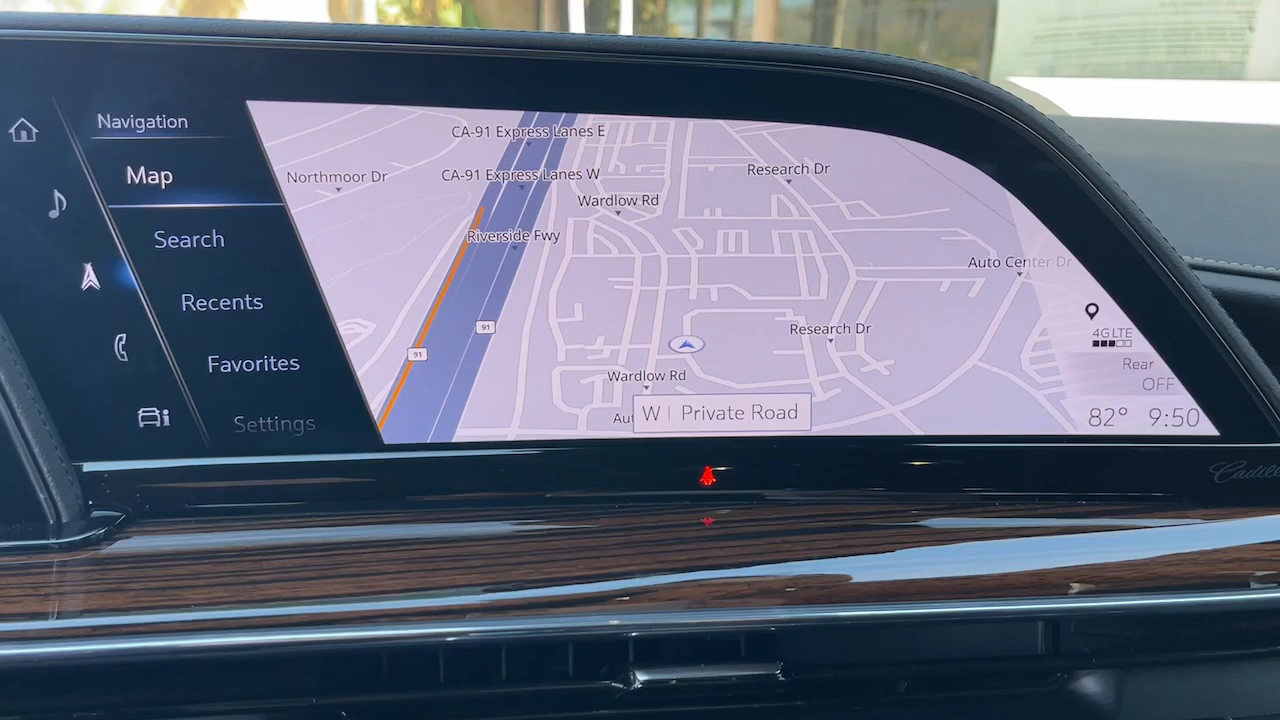 Navigation
Map
Search
Recents
Favorites
Settings
CA-91 Express Lanes E
Northmoor Dr
CA-91 Express Lanes W
Research Dr
Wardlow Rd
Riverside Fwy
Auto Center Dr
91
Research Dr
91
4G LTE
Rear
OFF
Wardlow Rd
W | Private Road
82° 9:50